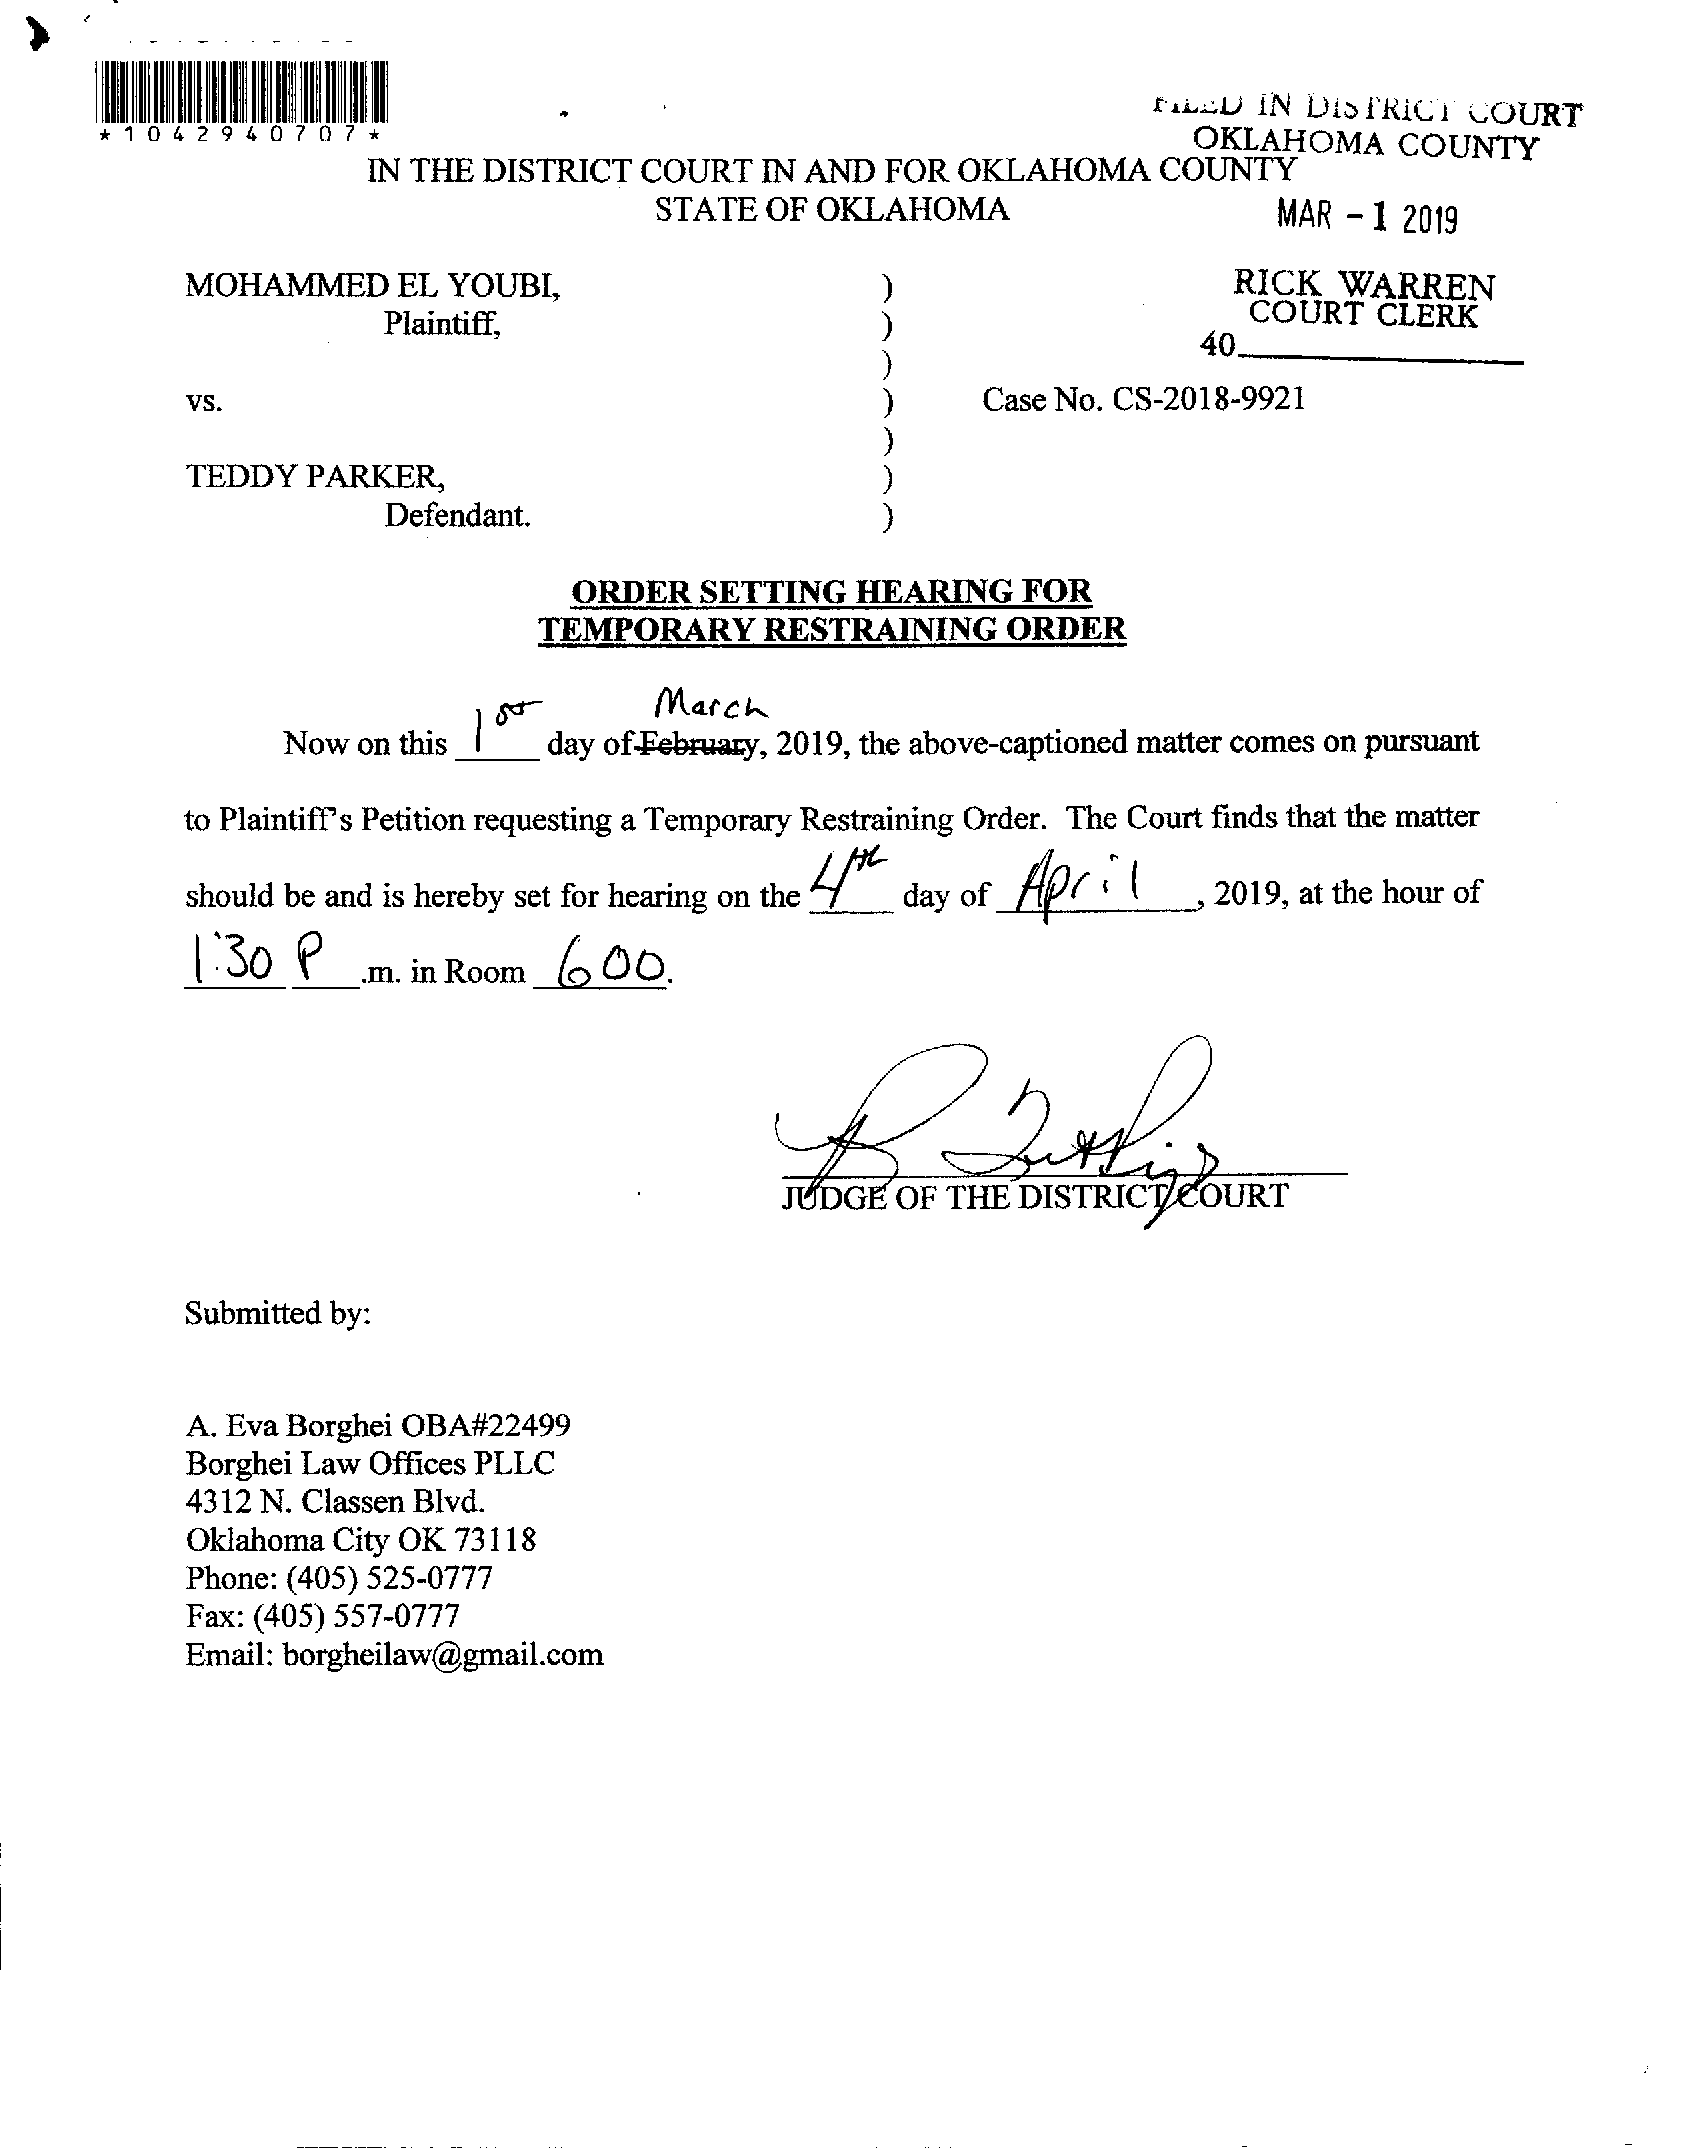 *1042940707*
FILED IN DISTRICT COURT
OKLAHOMA COUNTY
IN THE DISTRICT COURT IN AND FOR OKLAHOMA COUNTY
STATE OF OKLAHOMA
MAR - 1 2019
MOHAMMED EL YOUBI, )
Plaintiff, )
)
RICK WARREN
COURT CLERK
40
vs. ) Case No. CS-2018-9921
)
TEDDY PARKER, )
Defendant. )
ORDER SETTING HEARING FOR
TEMPORARY RESTRAINING ORDER
Now on this 1st day of February, March 2019, the above-captioned matter comes on pursuant
to Plaintiff's Petition requesting a Temporary Restraining Order. The Court finds that the matter
should be and is hereby set for hearing on the 4th day of April, 2019, at the hour of
1:30 P.m. in Room 600.
JUDGE OF THE DISTRICT COURT
Submitted by:
A. Eva Borghei OBA#22499
Borghei Law Offices PLLC
4312 N. Classen Blvd.
Oklahoma City OK 73118
Phone: (405) 525-0777
Fax: (405) 557-0777
Email: borgheilaw@gmail.com